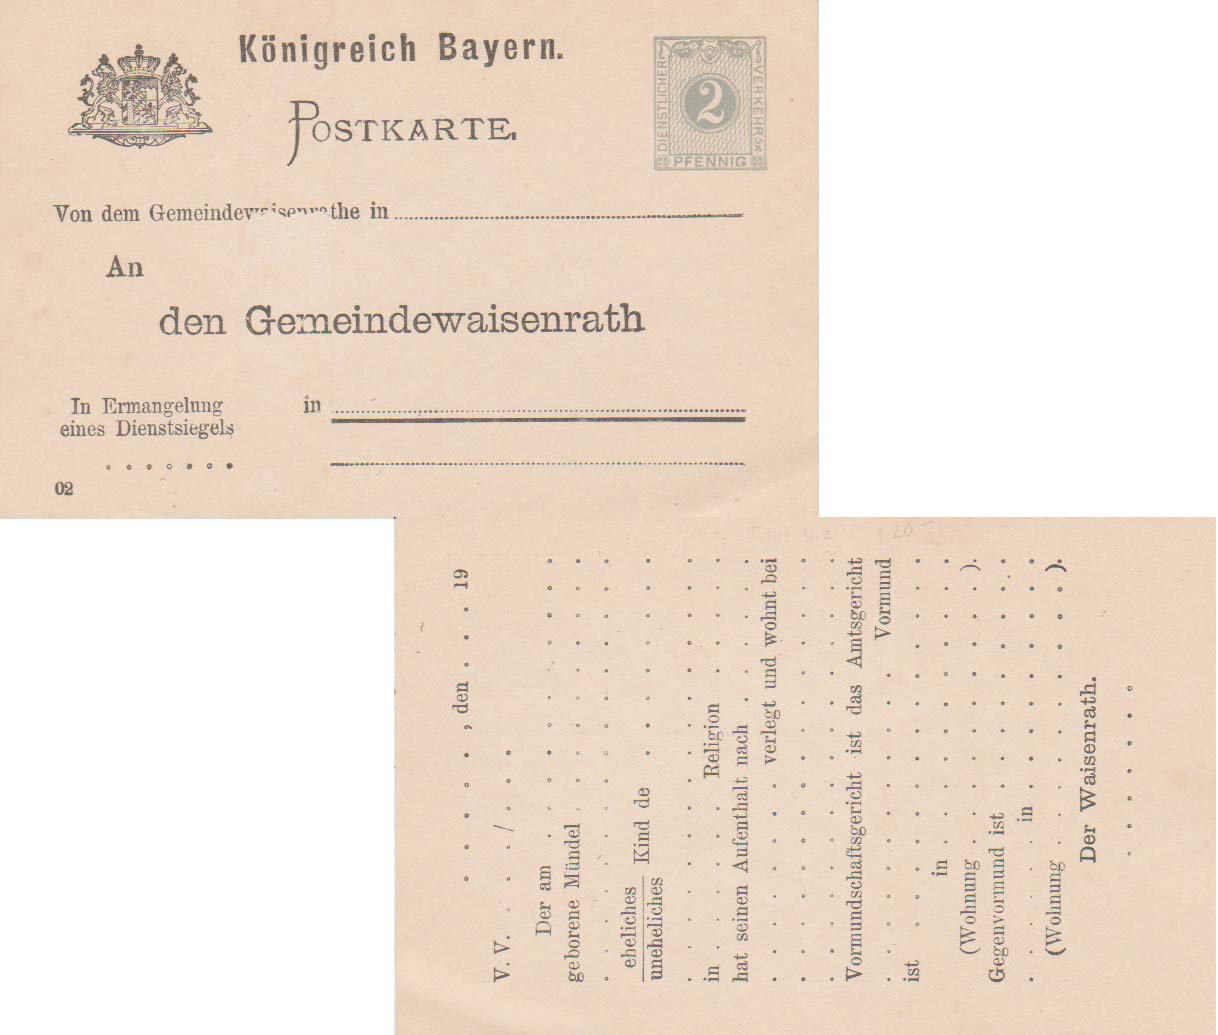 Königreich Bayern.
POSTKARTE.
DIENSTLICHER
VERKEHR
2
PFENNIG
Von dem Gemeindewaisenrathe in
An
den Gemeindewaisenrath
In Ermangelung
eines Dienstsiegels
in
02
, den . . . 19
V. V. . . . / . . .
Der am
geborene Mündel
eheliches
uneheliches Kind de
in . . . Religion
hat seinen Aufenthalt nach
verlegt und wohnt bei
Vormundschaftsgericht ist das Amtsgericht
Vormund
ist
in
(Wohnung ).
Gegenvormund ist
in
(Wohnung ).
Der Waisenrath.
20